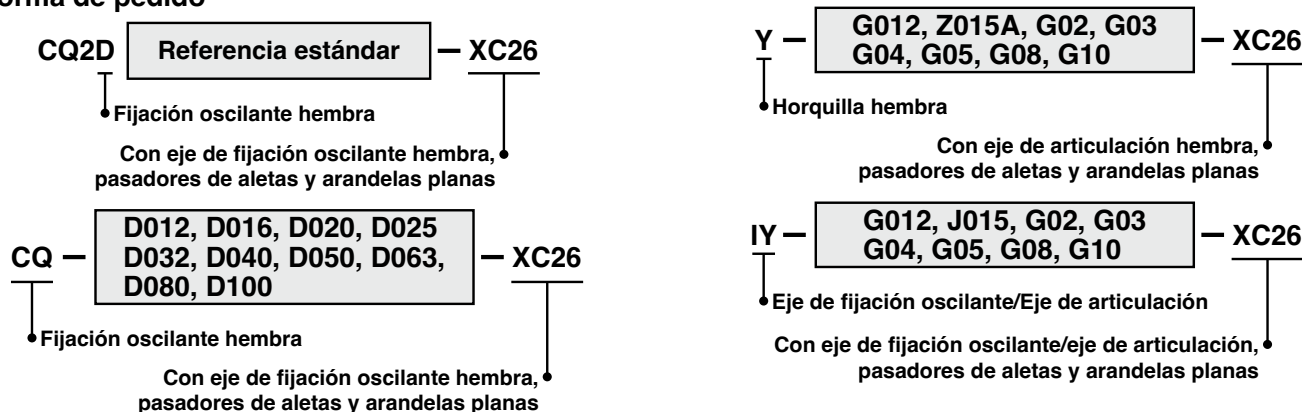 CQ2D Referencia estándar — XC26
Fijación oscilante hembra
Con eje de fijación oscilante hembra,
pasadores de aletas y arandelas planas
CQ — D012, D016, D020, D025
D032, D040, D050, D063,
D080, D100 — XC26
Fijación oscilante hembra
Con eje de fijación oscilante hembra,
pasadores de aletas y arandelas planas
Y — G012, Z015A, G02, G03
G04, G05, G08, G10 — XC26
Horquilla hembra
Con eje de articulación hembra,
pasadores de aletas y arandelas planas
IY — G012, J015, G02, G03
G04, G05, G08, G10 — XC26
Eje de fijación oscilante/Eje de articulación
Con eje de fijación oscilante/eje de articulación,
pasadores de aletas y arandelas planas